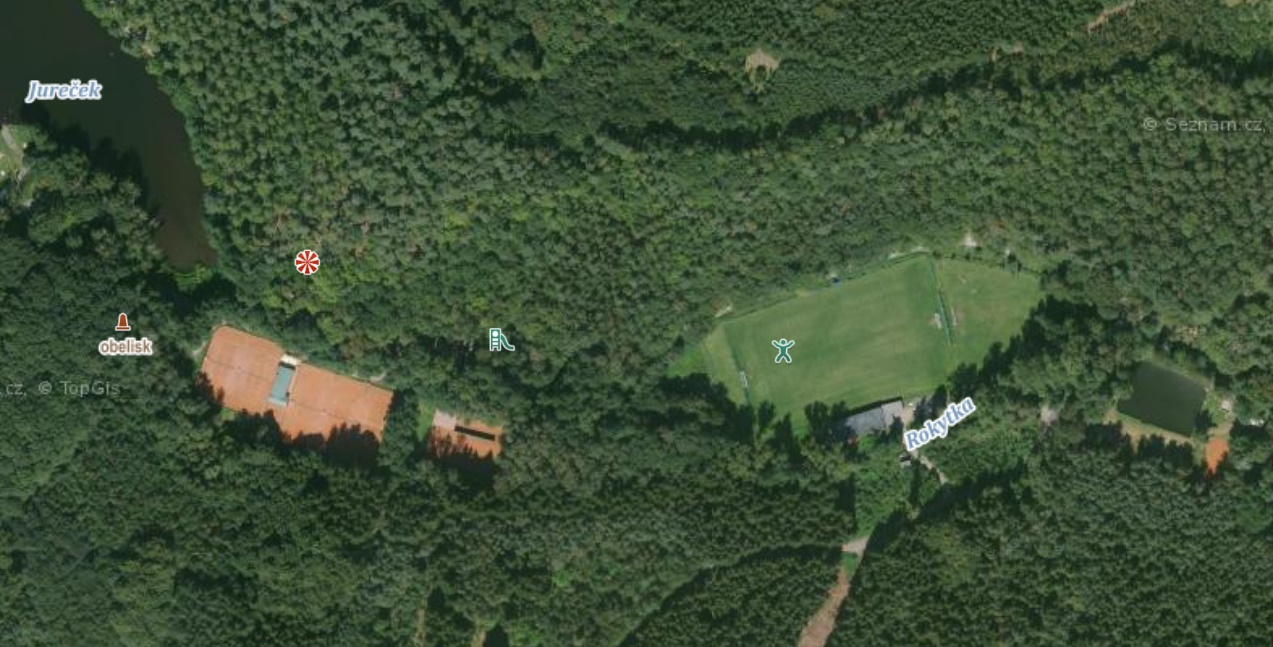 Jureček
© Seznam.cz,
obelisk
.cz, © TopGis
Rokytka